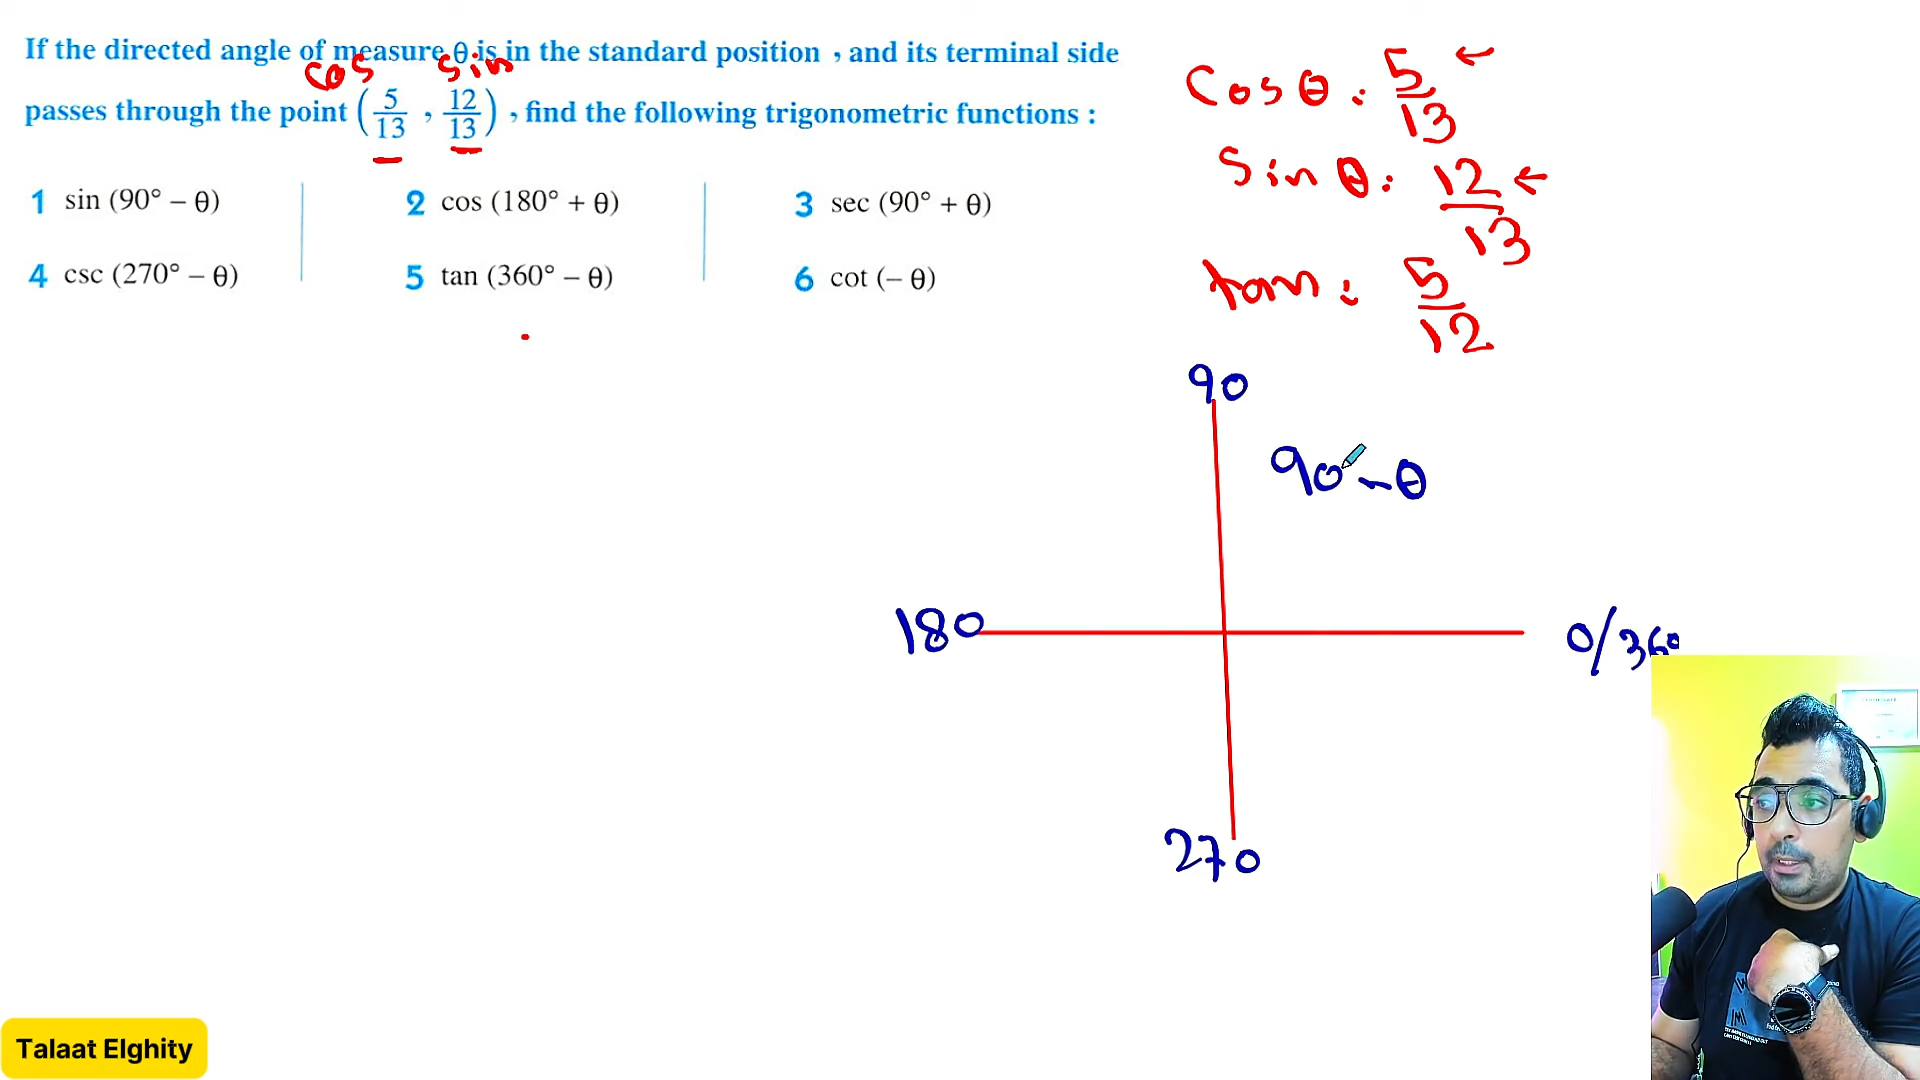 If the directed angle of measure θ is in the standard position , and its terminal side
cos sin
passes through the point (5/13 , 12/13) , find the following trigonometric functions :
1 sin (90° – θ)
2 cos (180° + θ)
3 sec (90° + θ)
4 csc (270° – θ)
5 tan (360° – θ)
6 cot (– θ)
Cos θ : 5/13 ←
Sin θ : 12/13 ←
tan : 5/12
90
90° – θ
180
0/360
270
Talaat Elghity